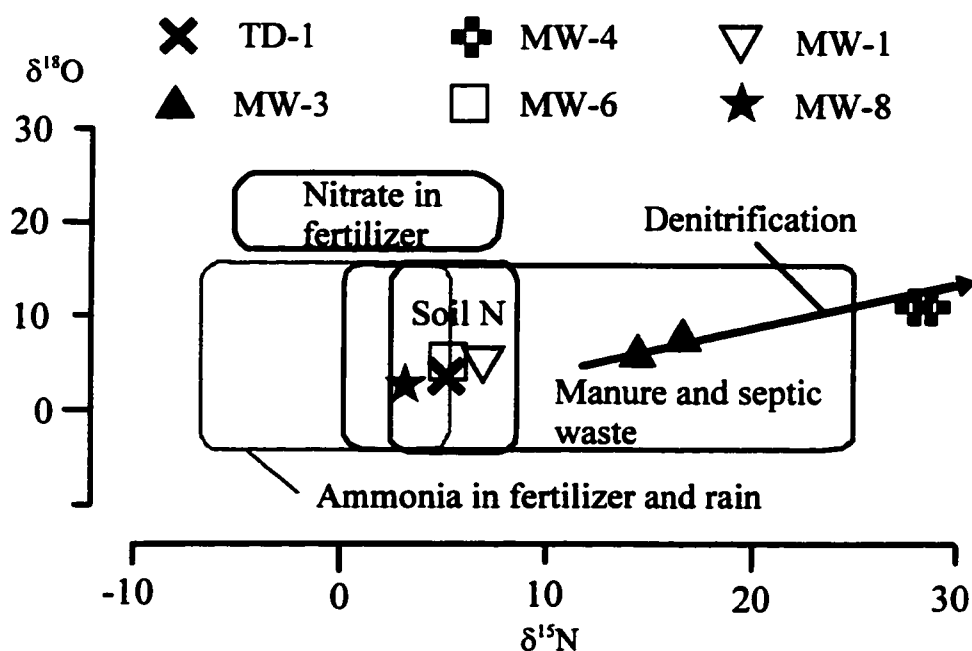 TD-1 MW-4 MW-1
δ¹⁸O
MW-3 MW-6 MW-8
30
Nitrate in
fertilizer
20
Denitrification
Soil N
10
0
Manure and septic
waste
Ammonia in fertilizer and rain
-10 0 10 20 30
δ¹⁵N